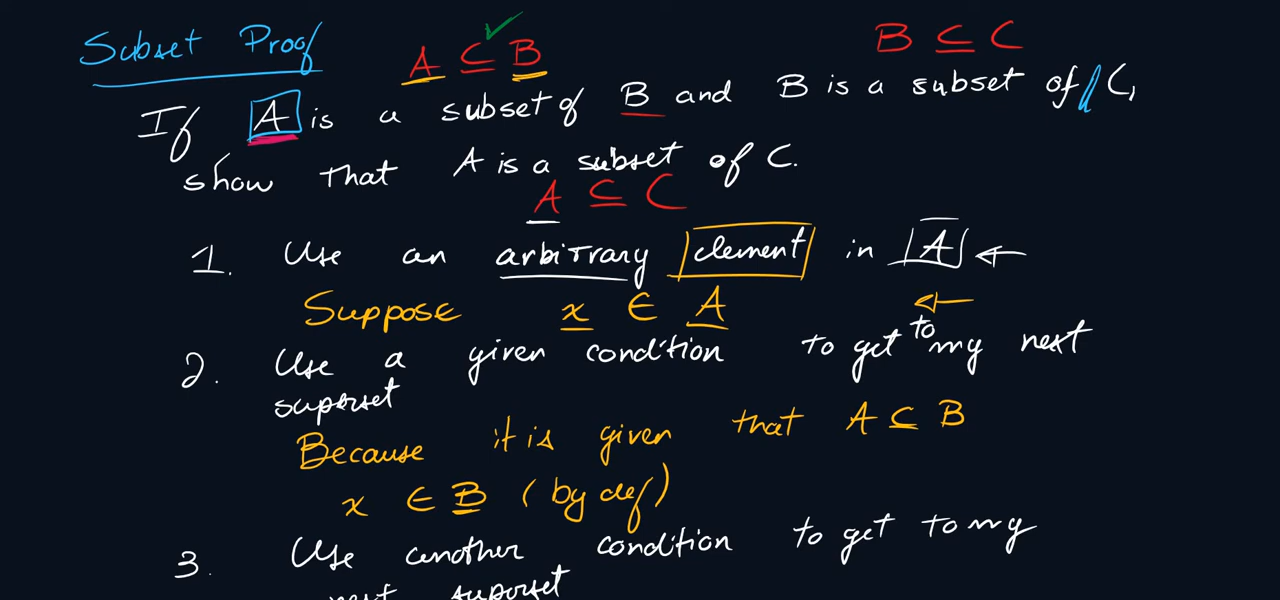 Subset Proof
A ⊆ B B ⊆ C
If A is a subset of B and B is a subset of C,
show that A is a subset of C.
A ⊆ C
1. Use an arbitrary element in A ←
Suppose x ∈ A ←
2. Use a given condition to get to my next
superset
Because it is given that A ⊆ B
x ∈ B (by def)
3. Use another condition to get to my
next superset